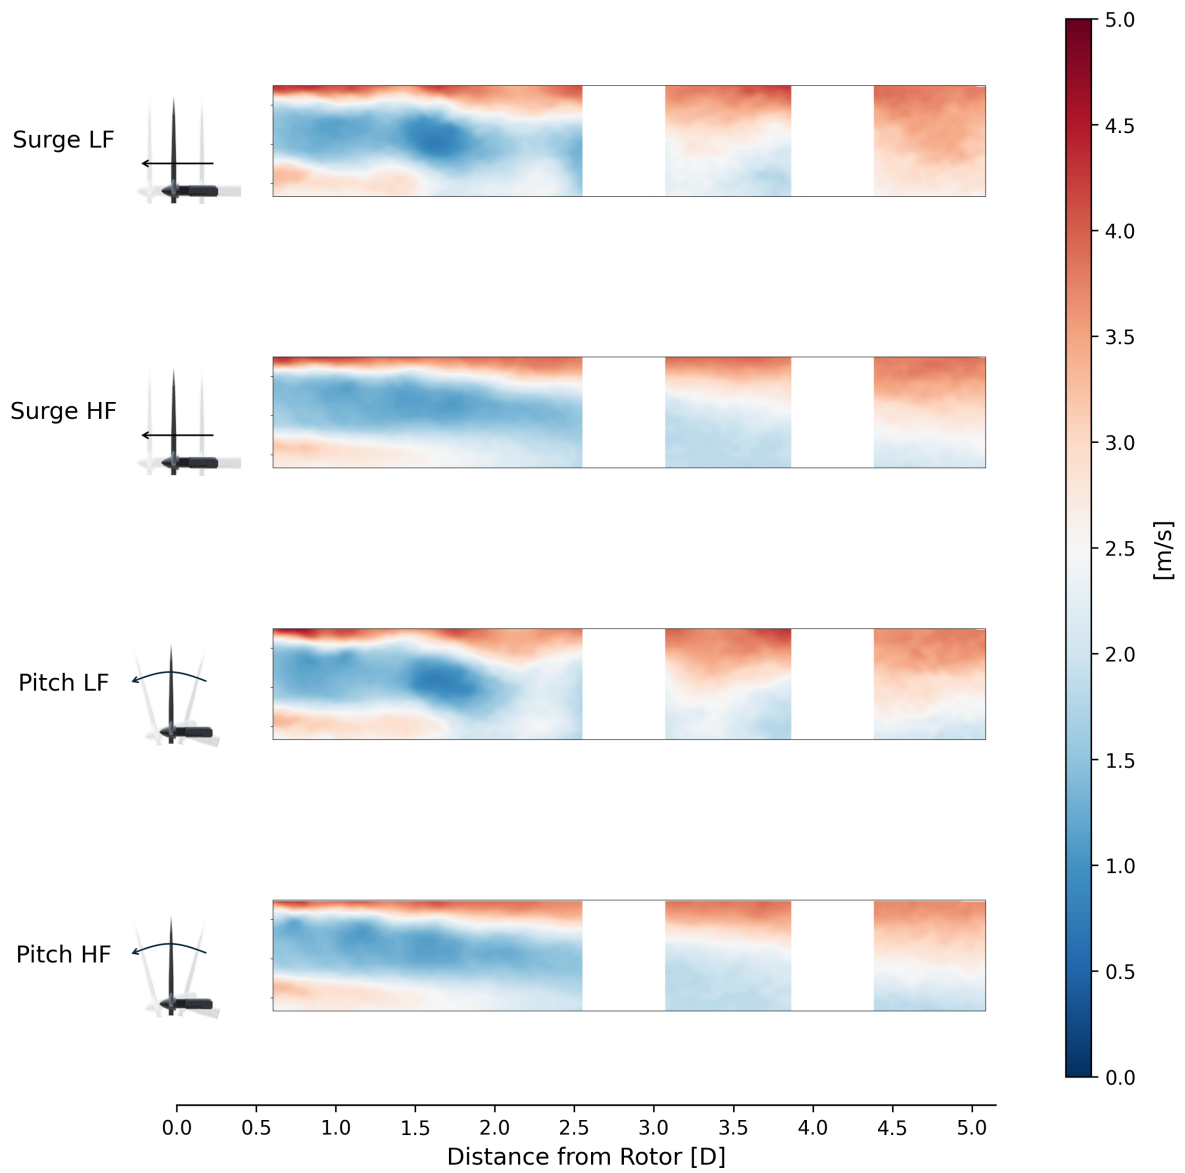 Surge LF
Surge HF
Pitch LF
Pitch HF
5.0
4.5
4.0
3.5
3.0
2.5
2.0
1.5
1.0
0.5
0.0
[m/s]
0.0 0.5 1.0 1.5 2.0 2.5 3.0 3.5 4.0 4.5 5.0
Distance from Rotor [D]